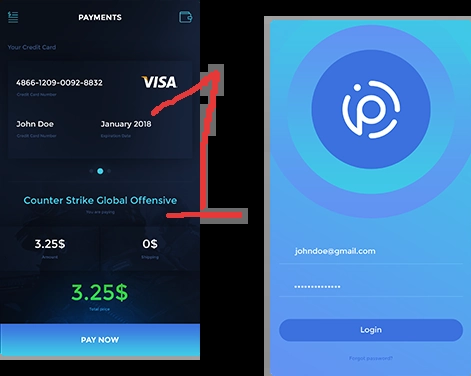 PAYMENTS
Your Credit Card
4866-1209-0092-8832
VISA
Credit Card Number
John Doe
January 2018
Credit Card Number
Expiration Date
Counter Strike Global Offensive
You are paying
3.25$
0$
Amount
Shipping
3.25$
Total price
PAY NOW
1
johndoe@gmail.com
Login
Forgot password?